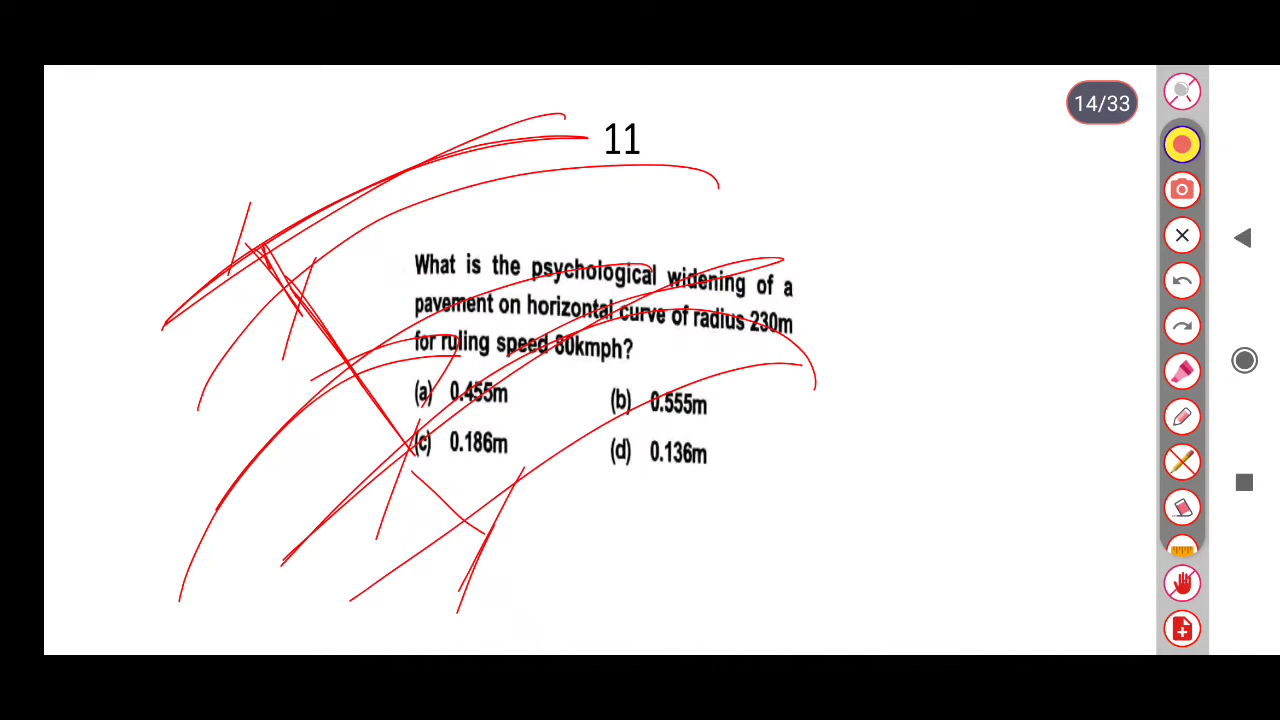 14/33
11
What is the psychological widening of a
pavement on horizontal curve of radius 230m
for ruling speed 80kmph?
(a) 0.455m (b) 0.555m
(c) 0.186m (d) 0.136m